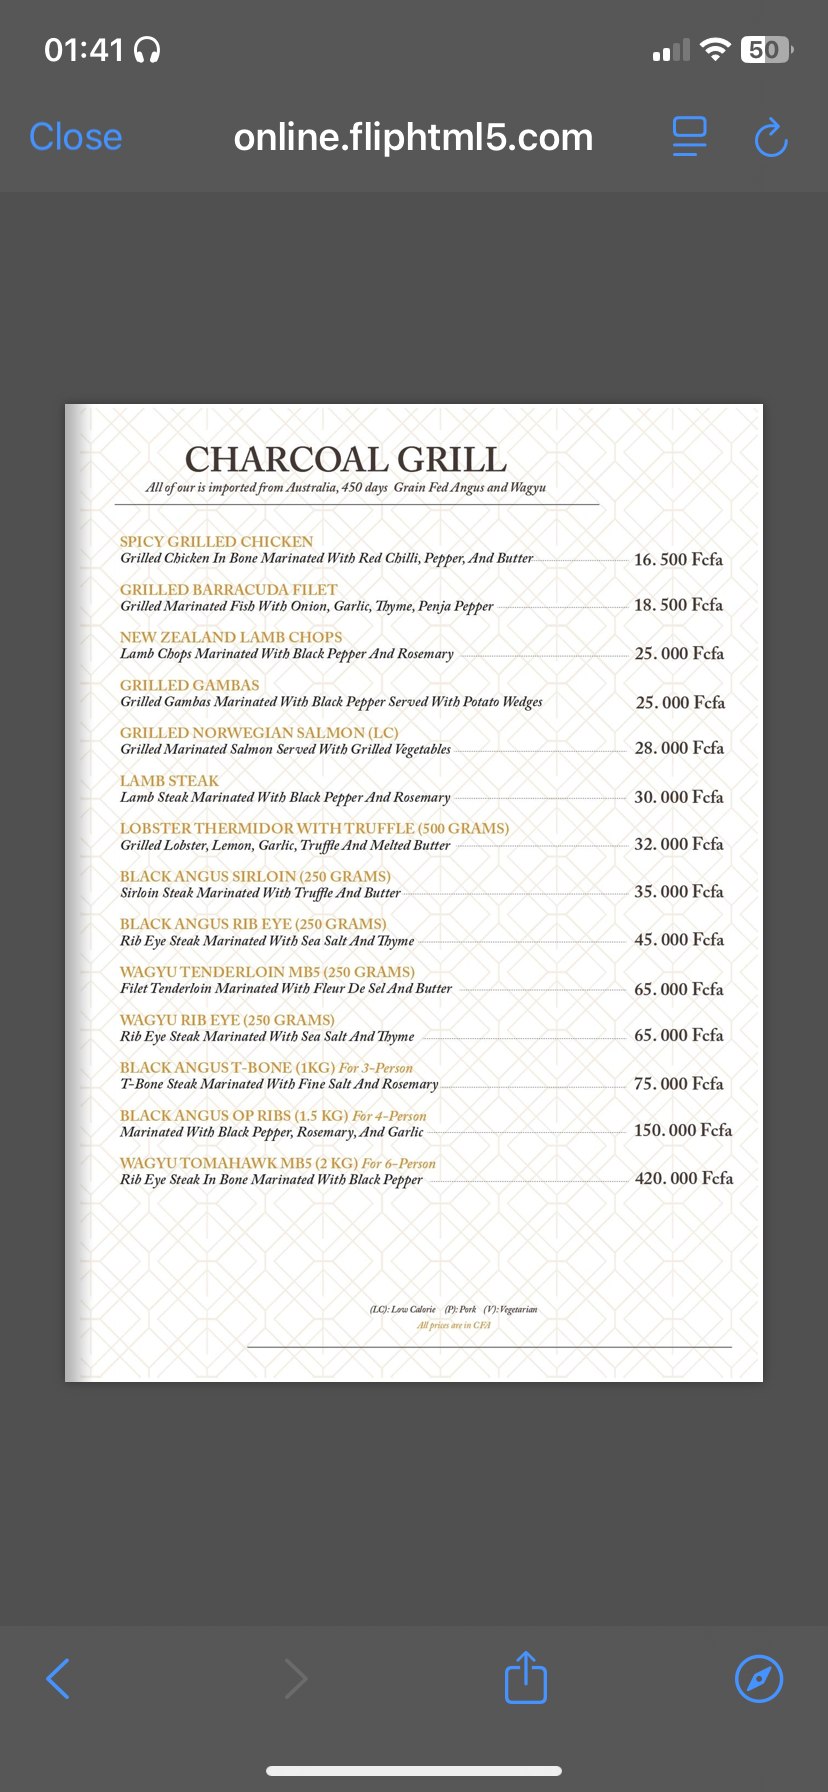 01:41
50
Close
online.fliphtml5.com
CHARCOAL GRILL
All of our is imported from Australia, 450 days Grain Fed Angus and Wagyu
SPICY GRILLED CHICKEN
Grilled Chicken In Bone Marinated With Red Chilli, Pepper, And Butter 16. 500 Fcfa
GRILLED BARRACUDA FILET
Grilled Marinated Fish With Onion, Garlic, Thyme, Penja Pepper 18. 500 Fcfa
NEW ZEALAND LAMB CHOPS
Lamb Chops Marinated With Black Pepper And Rosemary 25. 000 Fcfa
GRILLED GAMBAS
Grilled Gambas Marinated With Black Pepper Served With Potato Wedges 25. 000 Fcfa
GRILLED NORWEGIAN SALMON (LC)
Grilled Marinated Salmon Served With Grilled Vegetables 28. 000 Fcfa
LAMB STEAK
Lamb Steak Marinated With Black Pepper And Rosemary 30. 000 Fcfa
LOBSTER THERMIDOR WITH TRUFFLE (500 GRAMS)
Grilled Lobster, Lemon, Garlic, Truffle And Melted Butter 32. 000 Fcfa
BLACK ANGUS SIRLOIN (250 GRAMS)
Sirloin Steak Marinated With Truffle And Butter 35. 000 Fcfa
BLACK ANGUS RIB EYE (250 GRAMS)
Rib Eye Steak Marinated With Sea Salt And Thyme 45. 000 Fcfa
WAGYU TENDERLOIN MB5 (250 GRAMS)
Filet Tenderloin Marinated With Fleur De Sel And Butter 65. 000 Fcfa
WAGYU RIB EYE (250 GRAMS)
Rib Eye Steak Marinated With Sea Salt And Thyme 65. 000 Fcfa
BLACK ANGUS T-BONE (1KG) For 3-Person
T-Bone Steak Marinated With Fine Salt And Rosemary 75. 000 Fcfa
BLACK ANGUS OP RIBS (1.5 KG) For 4-Person
Marinated With Black Pepper, Rosemary, And Garlic 150. 000 Fcfa
WAGYU TOMAHAWK MB5 (2 KG) For 6-Person
Rib Eye Steak In Bone Marinated With Black Pepper 420. 000 Fcfa
(LC): Low Calorie (P): Pork (V): Vegetarian
All prices are in CFA